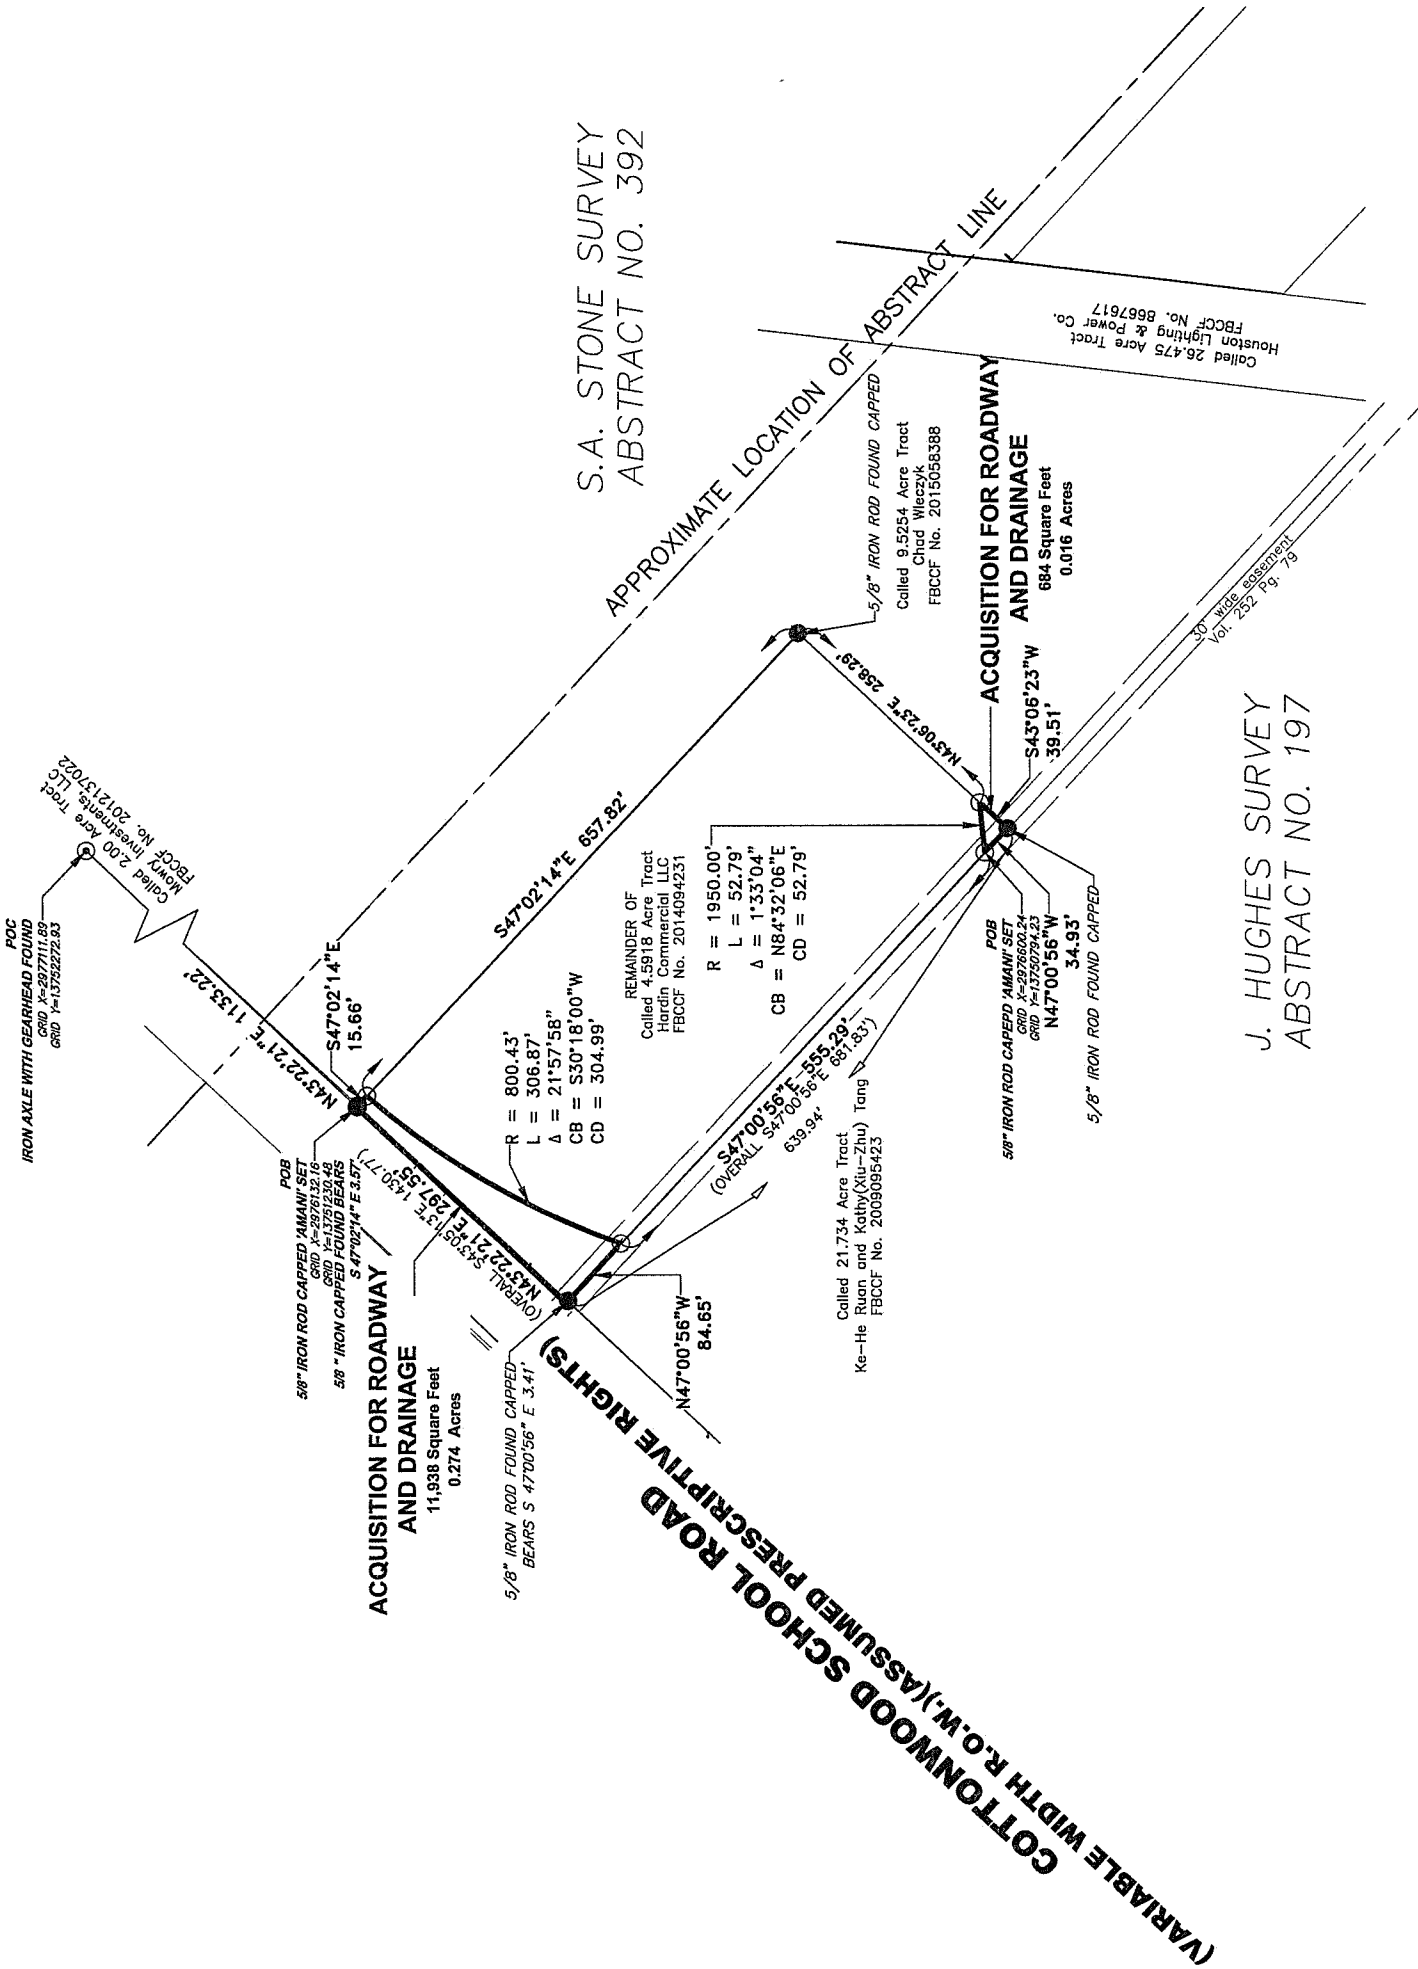 POC
IRON AXLE WITH GEARHEAD FOUND
GRID X=2977111.89
GRID Y=13752272.93
Called 2.00 Acre Tract
Mowry Investments, LLC
FBCCF No. 2012137022
N43°22'21"E 1133.22'
S47°02'14"E
15.66'
POB
5/8" IRON ROD CAPPED 'AMANI' SET
GRID X=2976132.16
GRID Y=13751230.48
5/8 " IRON CAPPED FOUND BEARS
S 47°02'14" E 3.57'
ACQUISITION FOR ROADWAY
AND DRAINAGE
11,938 Square Feet
0.274 Acres
(OVERALL S43°05'13"E 1430.77')
N43°22'21"E 297.55'
5/8" IRON ROD FOUND CAPPED
BEARS S 47°00'56" E 3.41'
N47°00'56"W
84.65'
R = 800.43'
L = 306.87'
Δ = 21°57'58"
CB = S30°18'00"W
CD = 304.99'
S47°02'14"E 657.82'
REMAINDER OF
Called 4.5918 Acre Tract
Hardin Commercial LLC
FBCCF No. 2014094231
R = 1950.00'
L = 52.79'
Δ = 1°33'04"
CB = N84°32'06"E
CD = 52.79'
S47°00'56"E 555.29'
(OVERALL S47°00'56"E 681.83')
639.94'
Called 21.734 Acre Tract
Ke-He Ruan and Kathy(Xiu-Zhu) Tang
FBCCF No. 2009095423
S.A. STONE SURVEY
ABSTRACT NO. 392
APPROXIMATE LOCATION OF ABSTRACT LINE
5/8" IRON ROD FOUND CAPPED
Called 9.5254 Acre Tract
Chad Wleczyk
FBCCF No. 2015058388
N43°06'23"E 258.29'
ACQUISITION FOR ROADWAY
AND DRAINAGE
684 Square Feet
0.016 Acres
S43°06'23"W
39.51'
POB
5/8" IRON ROD CAPEPD 'AMANI' SET
GRID X=2976600.24
GRID Y=13750794.23
N47°00'56"W
34.93'
5/8" IRON ROD FOUND CAPPED
Called 26.475 Acre Tract
Houston Lighting & Power Co.
FBCCF No. 8667617
30' wide easement
Vol. 252 Pg. 79
J. HUGHES SURVEY
ABSTRACT NO. 197
COTTONWOOD SCHOOL ROAD
(VARIABLE WIDTH R.O.W.)(ASSUMED PRESCRIPTIVE RIGHTS)